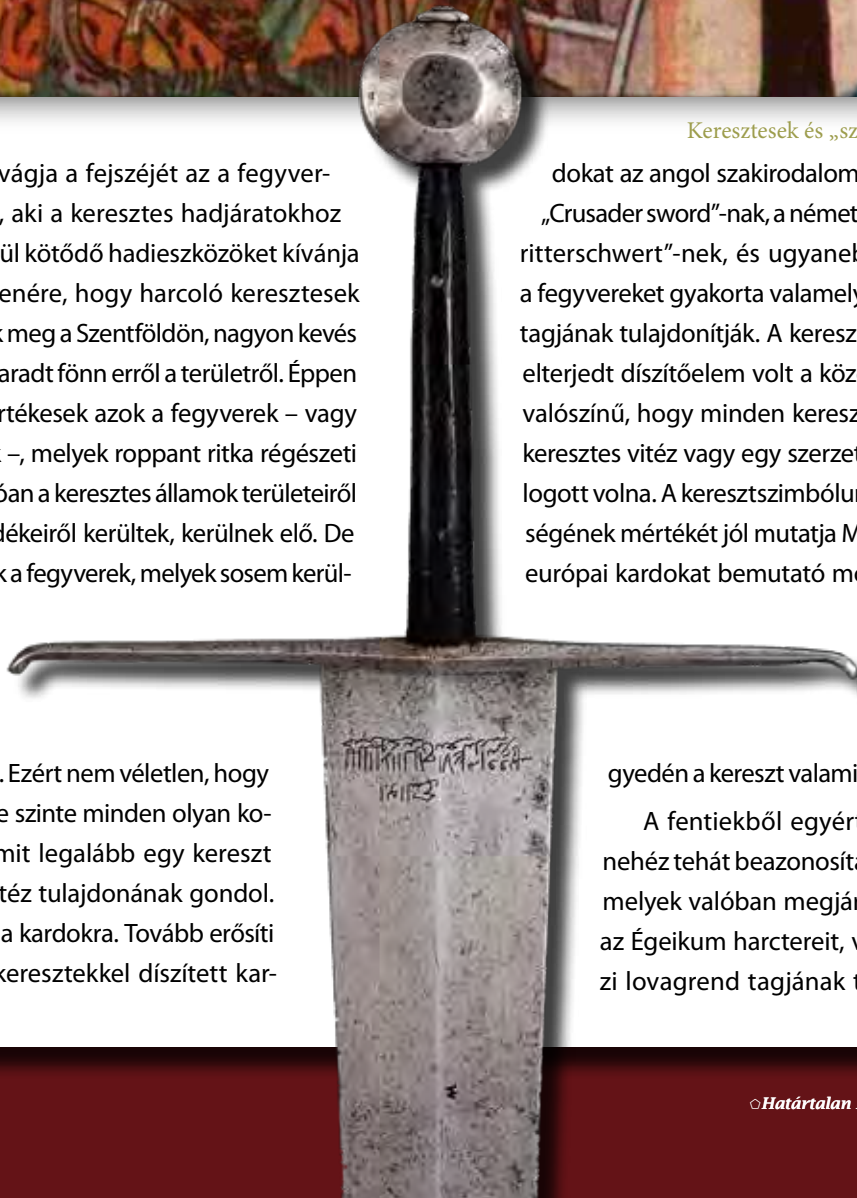 Keresztesek és „sz
vágja a fejszéjét az a fegyver-
, aki a keresztes hadjáratokhoz
ül kötődő hadieszközöket kívánja
enére, hogy harcoló keresztesek
k meg a Szentföldön, nagyon kevés
aradt fönn erről a területről. Éppen
rtékesek azok a fegyverek – vagy
k –, melyek roppant ritka régészeti
óan a keresztes államok területeiről
dékeiről kerültek, kerülnek elő. De
k a fegyverek, melyek sosem kerül-
. Ezért nem véletlen, hogy
e szinte minden olyan ko-
mit legalább egy kereszt
téz tulajdonának gondol.
a kardokra. Tovább erősíti
keresztekkel díszített kar-
dokat az angol szakirodalom
„Crusader sword”-nak, a német
ritterschwert”-nek, és ugyaneb
a fegyvereket gyakorta valamely
tagjának tulajdonítják. A keresz
elterjedt díszítőelem volt a köz
valószínű, hogy minden keresz
keresztes vitéz vagy egy szerzet
logott volna. A keresztszimbólu
ségének mértékét jól mutatja M
európai kardokat bemutató m
gyedén a kereszt valami
A fentiekből egyér
nehéz tehát beazonosíta
melyek valóban megjár
az Égeikum harctereit, v
zi lovagrend tagjának t
Határtalan